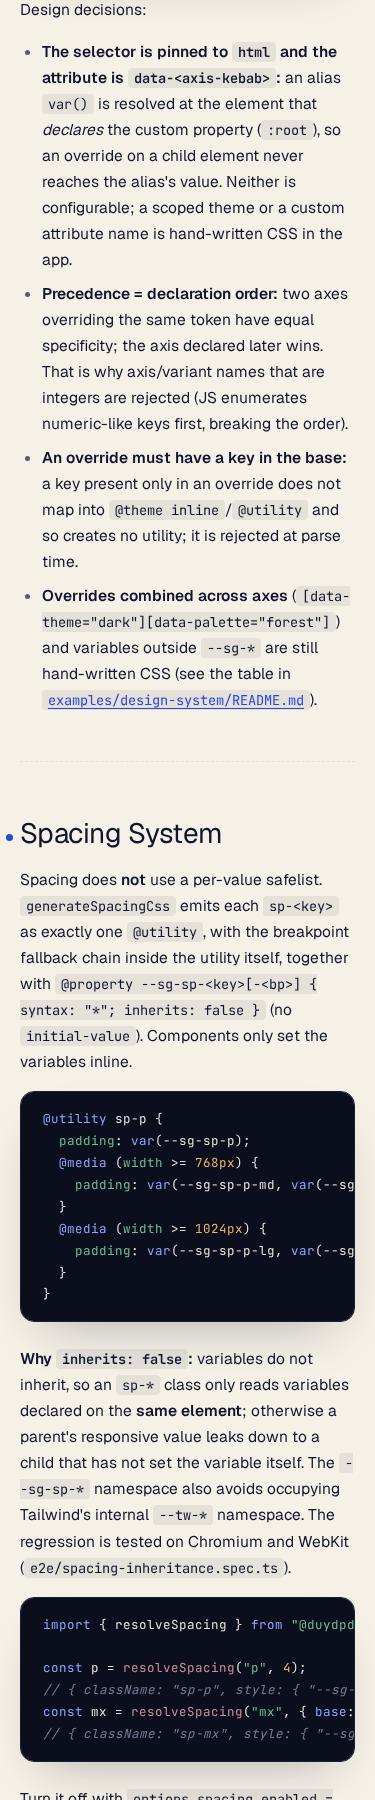 Design decisions:
The selector is pinned to html and the
attribute is data-<axis-kebab>: an alias
var() is resolved at the element that
declares the custom property (:root), so
an override on a child element never
reaches the alias's value. Neither is
configurable; a scoped theme or a custom
attribute name is hand-written CSS in the
app.
Precedence = declaration order: two axes
overriding the same token have equal
specificity; the axis declared later wins.
That is why axis/variant names that are
integers are rejected (JS enumerates
numeric-like keys first, breaking the order).
An override must have a key in the base:
a key present only in an override does not
map into @theme inline/@utility and
so creates no utility; it is rejected at parse
time.
Overrides combined across axes ([data-
theme="dark"][data-palette="forest"])
and variables outside --sg-* are still
hand-written CSS (see the table in
examples/design-system/README.md).
Spacing System
Spacing does not use a per-value safelist.
generateSpacingCss emits each sp-<key>
as exactly one @utility, with the breakpoint
fallback chain inside the utility itself, together
with @property --sg-sp-<key>[-<bp>] {
syntax: "*"; inherits: false } (no
initial-value). Components only set the
variables inline.
@utility sp-p {
padding: var(--sg-sp-p);
@media (width >= 768px) {
padding: var(--sg-sp-p-md, var(--sg
}
@media (width >= 1024px) {
padding: var(--sg-sp-p-lg, var(--sg
}
}
Why inherits: false: variables do not
inherit, so an sp-* class only reads variables
declared on the same element; otherwise a
parent's responsive value leaks down to a
child that has not set the variable itself. The -
-sg-sp-* namespace also avoids occupying
Tailwind's internal --tw-* namespace. The
regression is tested on Chromium and WebKit
(e2e/spacing-inheritance.spec.ts).
import { resolveSpacing } from "@duydpd
const p = resolveSpacing("p", 4);
// { className: "sp-p", style: { "--sg-
const mx = resolveSpacing("mx", { base:
// { className: "sp-mx", style: { "--sg
Turn it off with options.spacing.enabled =